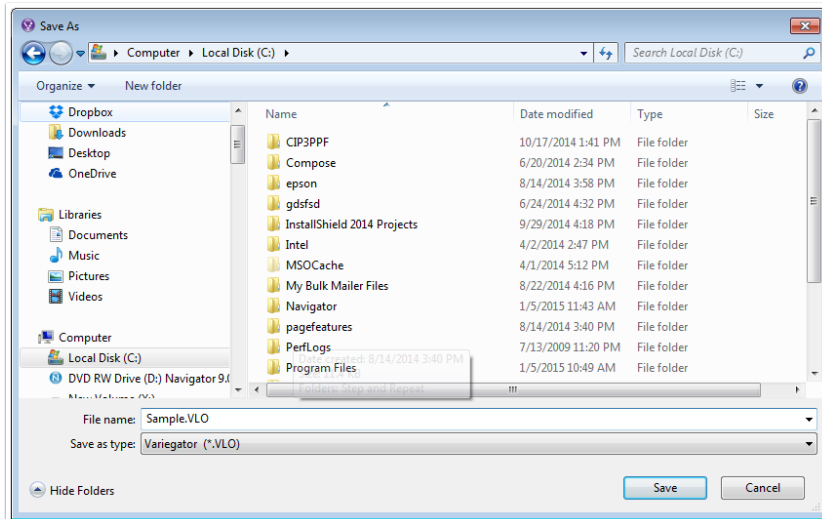 Save As
Computer Local Disk (C:)
Search Local Disk (C:)
Organize New folder
Dropbox
Downloads
Desktop
OneDrive
Libraries
Documents
Music
Pictures
Videos
Computer
Local Disk (C:)
DVD RW Drive (D:) Navigator 9.(
Name Date modified Type Size
CIP3PPF 10/17/2014 1:41 PM File folder
Compose 6/20/2014 2:34 PM File folder
epson 8/14/2014 3:58 PM File folder
gdsfsd 6/24/2014 4:32 PM File folder
InstallShield 2014 Projects 9/29/2014 4:18 PM File folder
Intel 4/2/2014 2:47 PM File folder
MSOCache 4/1/2014 5:12 PM File folder
My Bulk Mailer Files 8/22/2014 4:16 PM File folder
Navigator 1/5/2015 11:43 AM File folder
pagefeatures 8/14/2014 3:40 PM File folder
PerfLogs 7/13/2009 11:20 PM File folder
Date created: 8/14/2014 3:40 PM
Program Files 1/5/2015 10:49 AM File folder
Folders: Step and Repeat
File name: Sample.VLO
Save as type: Variegator (*.VLO)
Hide Folders Save Cancel